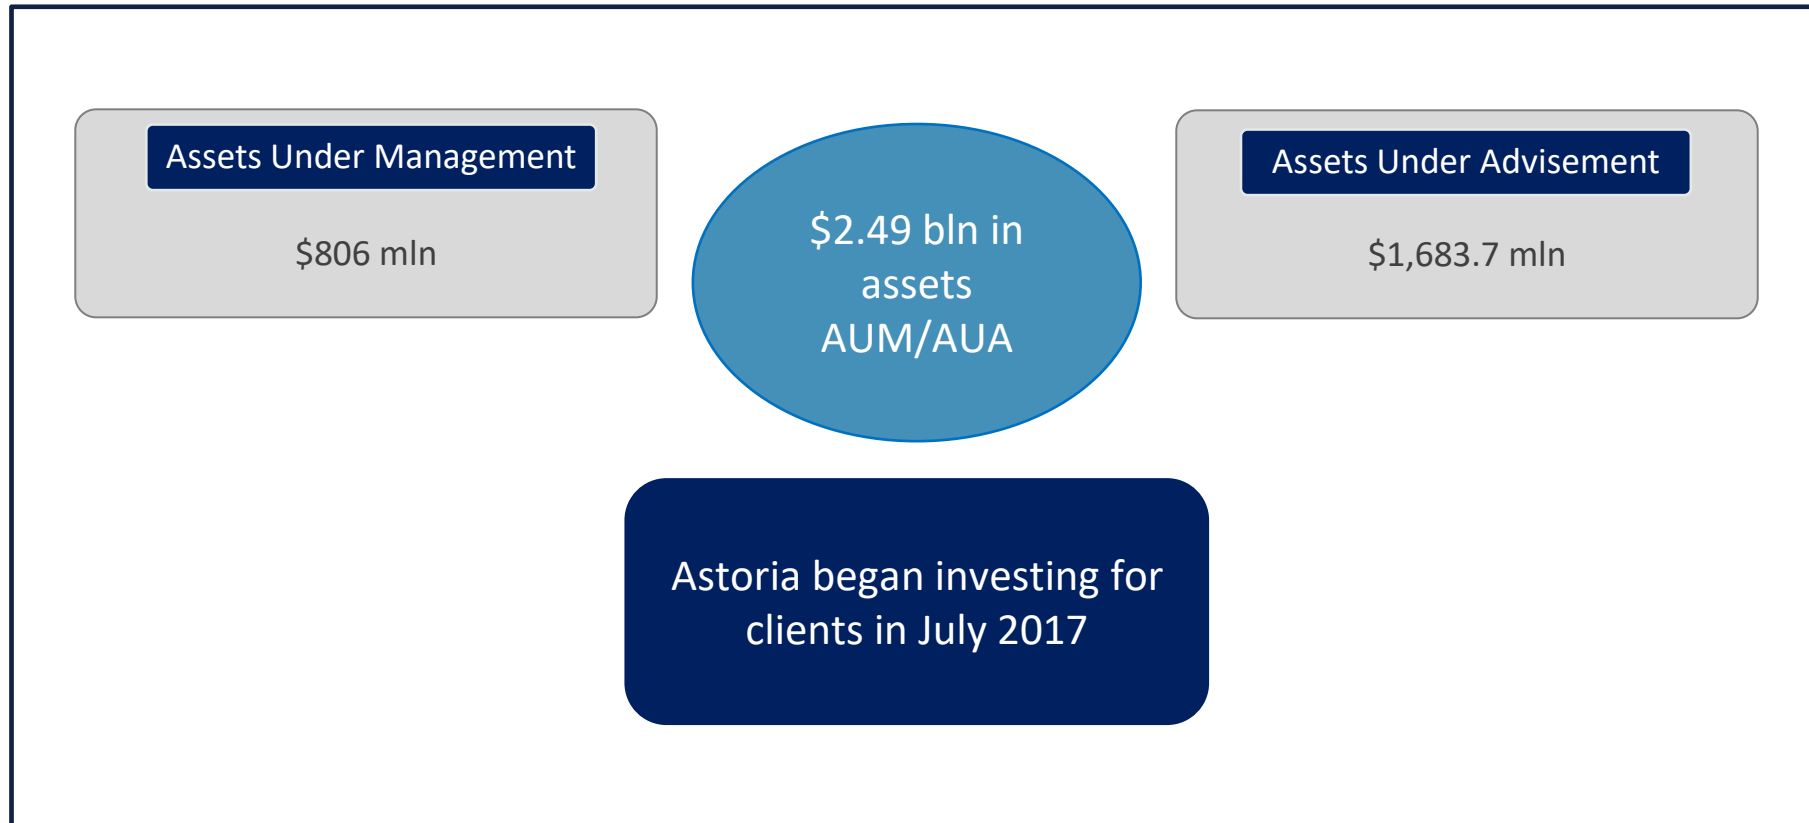 Assets Under Management
$806 mln
$2.49 bln in
assets
AUM/AUA
Assets Under Advisement
$1,683.7 mln
Astoria began investing for
clients in July 2017